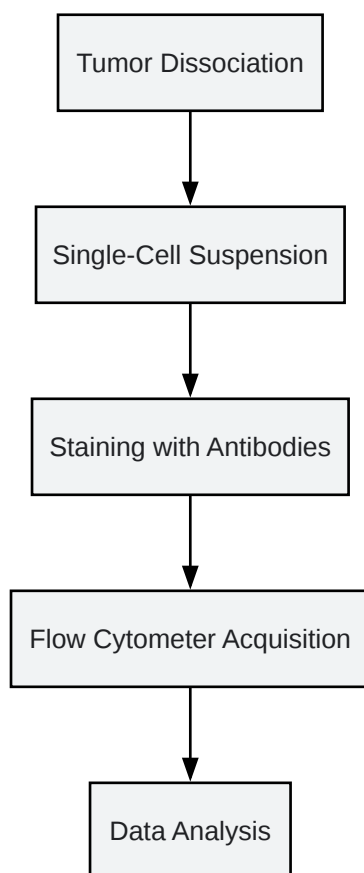 Tumor Dissociation
Single-Cell Suspension
Staining with Antibodies
Flow Cytometer Acquisition
Data Analysis